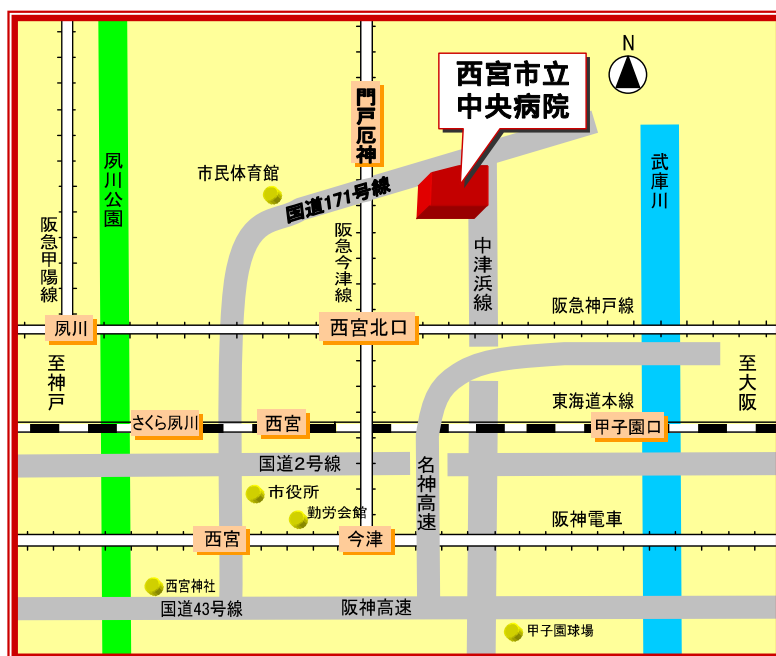 N
西宮市立
中央病院
門戸厄神
夙川公園
武庫川
市民体育館
国道171号線
阪急甲陽線
阪急今津線
中津浜線
阪急神戸線
夙川
西宮北口
至神戸
至大阪
東海道本線
さくら夙川
西宮
甲子園口
国道2号線
名神高速
市役所
勤労会館
阪神電車
西宮
今津
西宮神社
国道43号線
阪神高速
甲子園球場